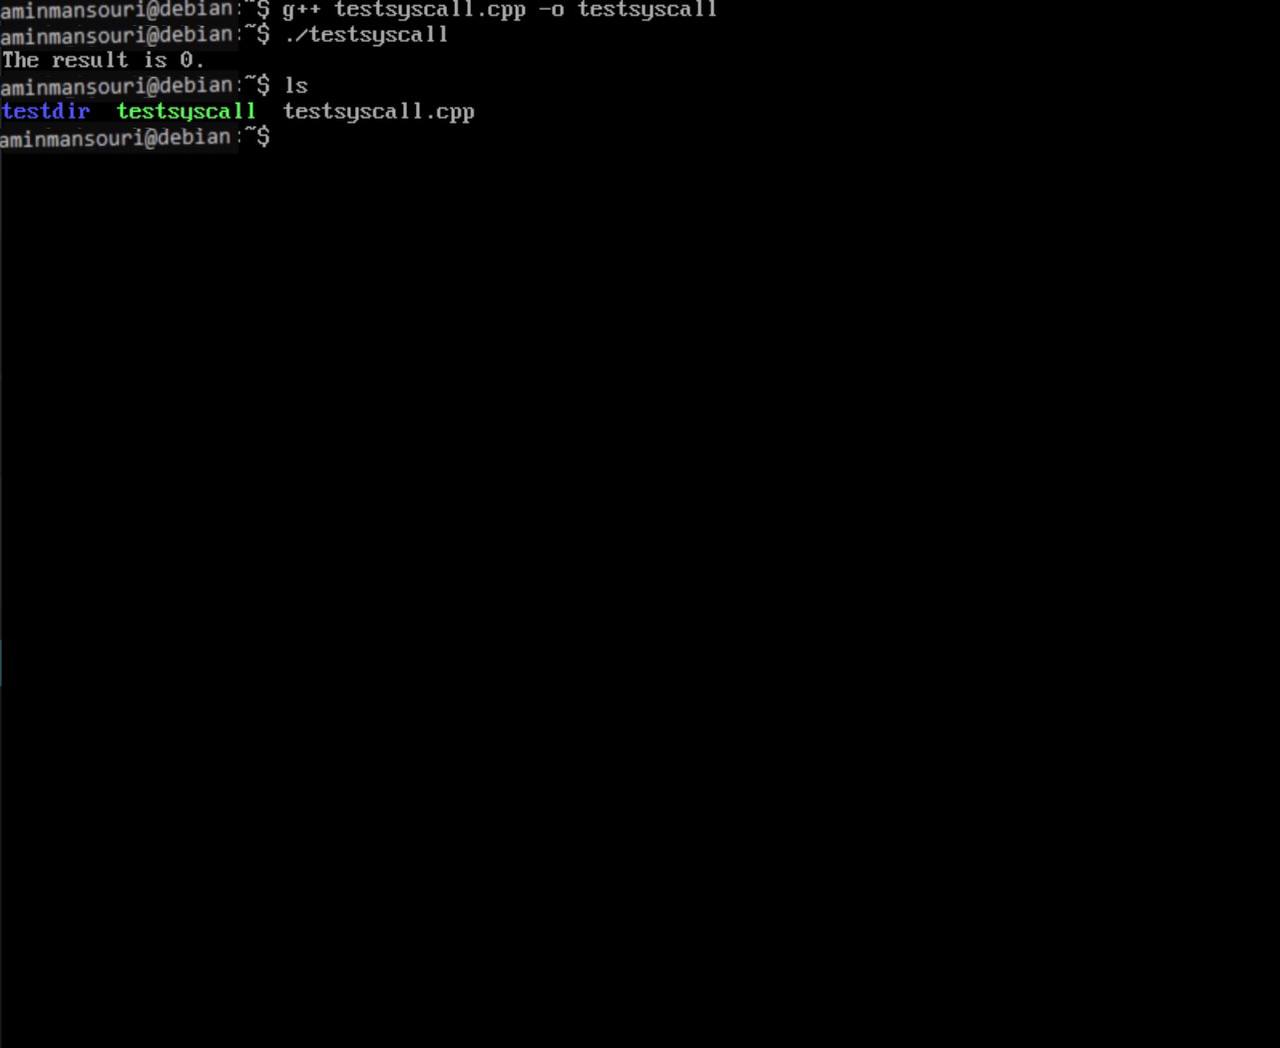 aminmansouri@debian:~$ g++ testsyscall.cpp -o testsyscall
aminmansouri@debian:~$ ./testsyscall
The result is 0.
aminmansouri@debian:~$ ls
testdir  testsyscall  testsyscall.cpp
aminmansouri@debian:~$